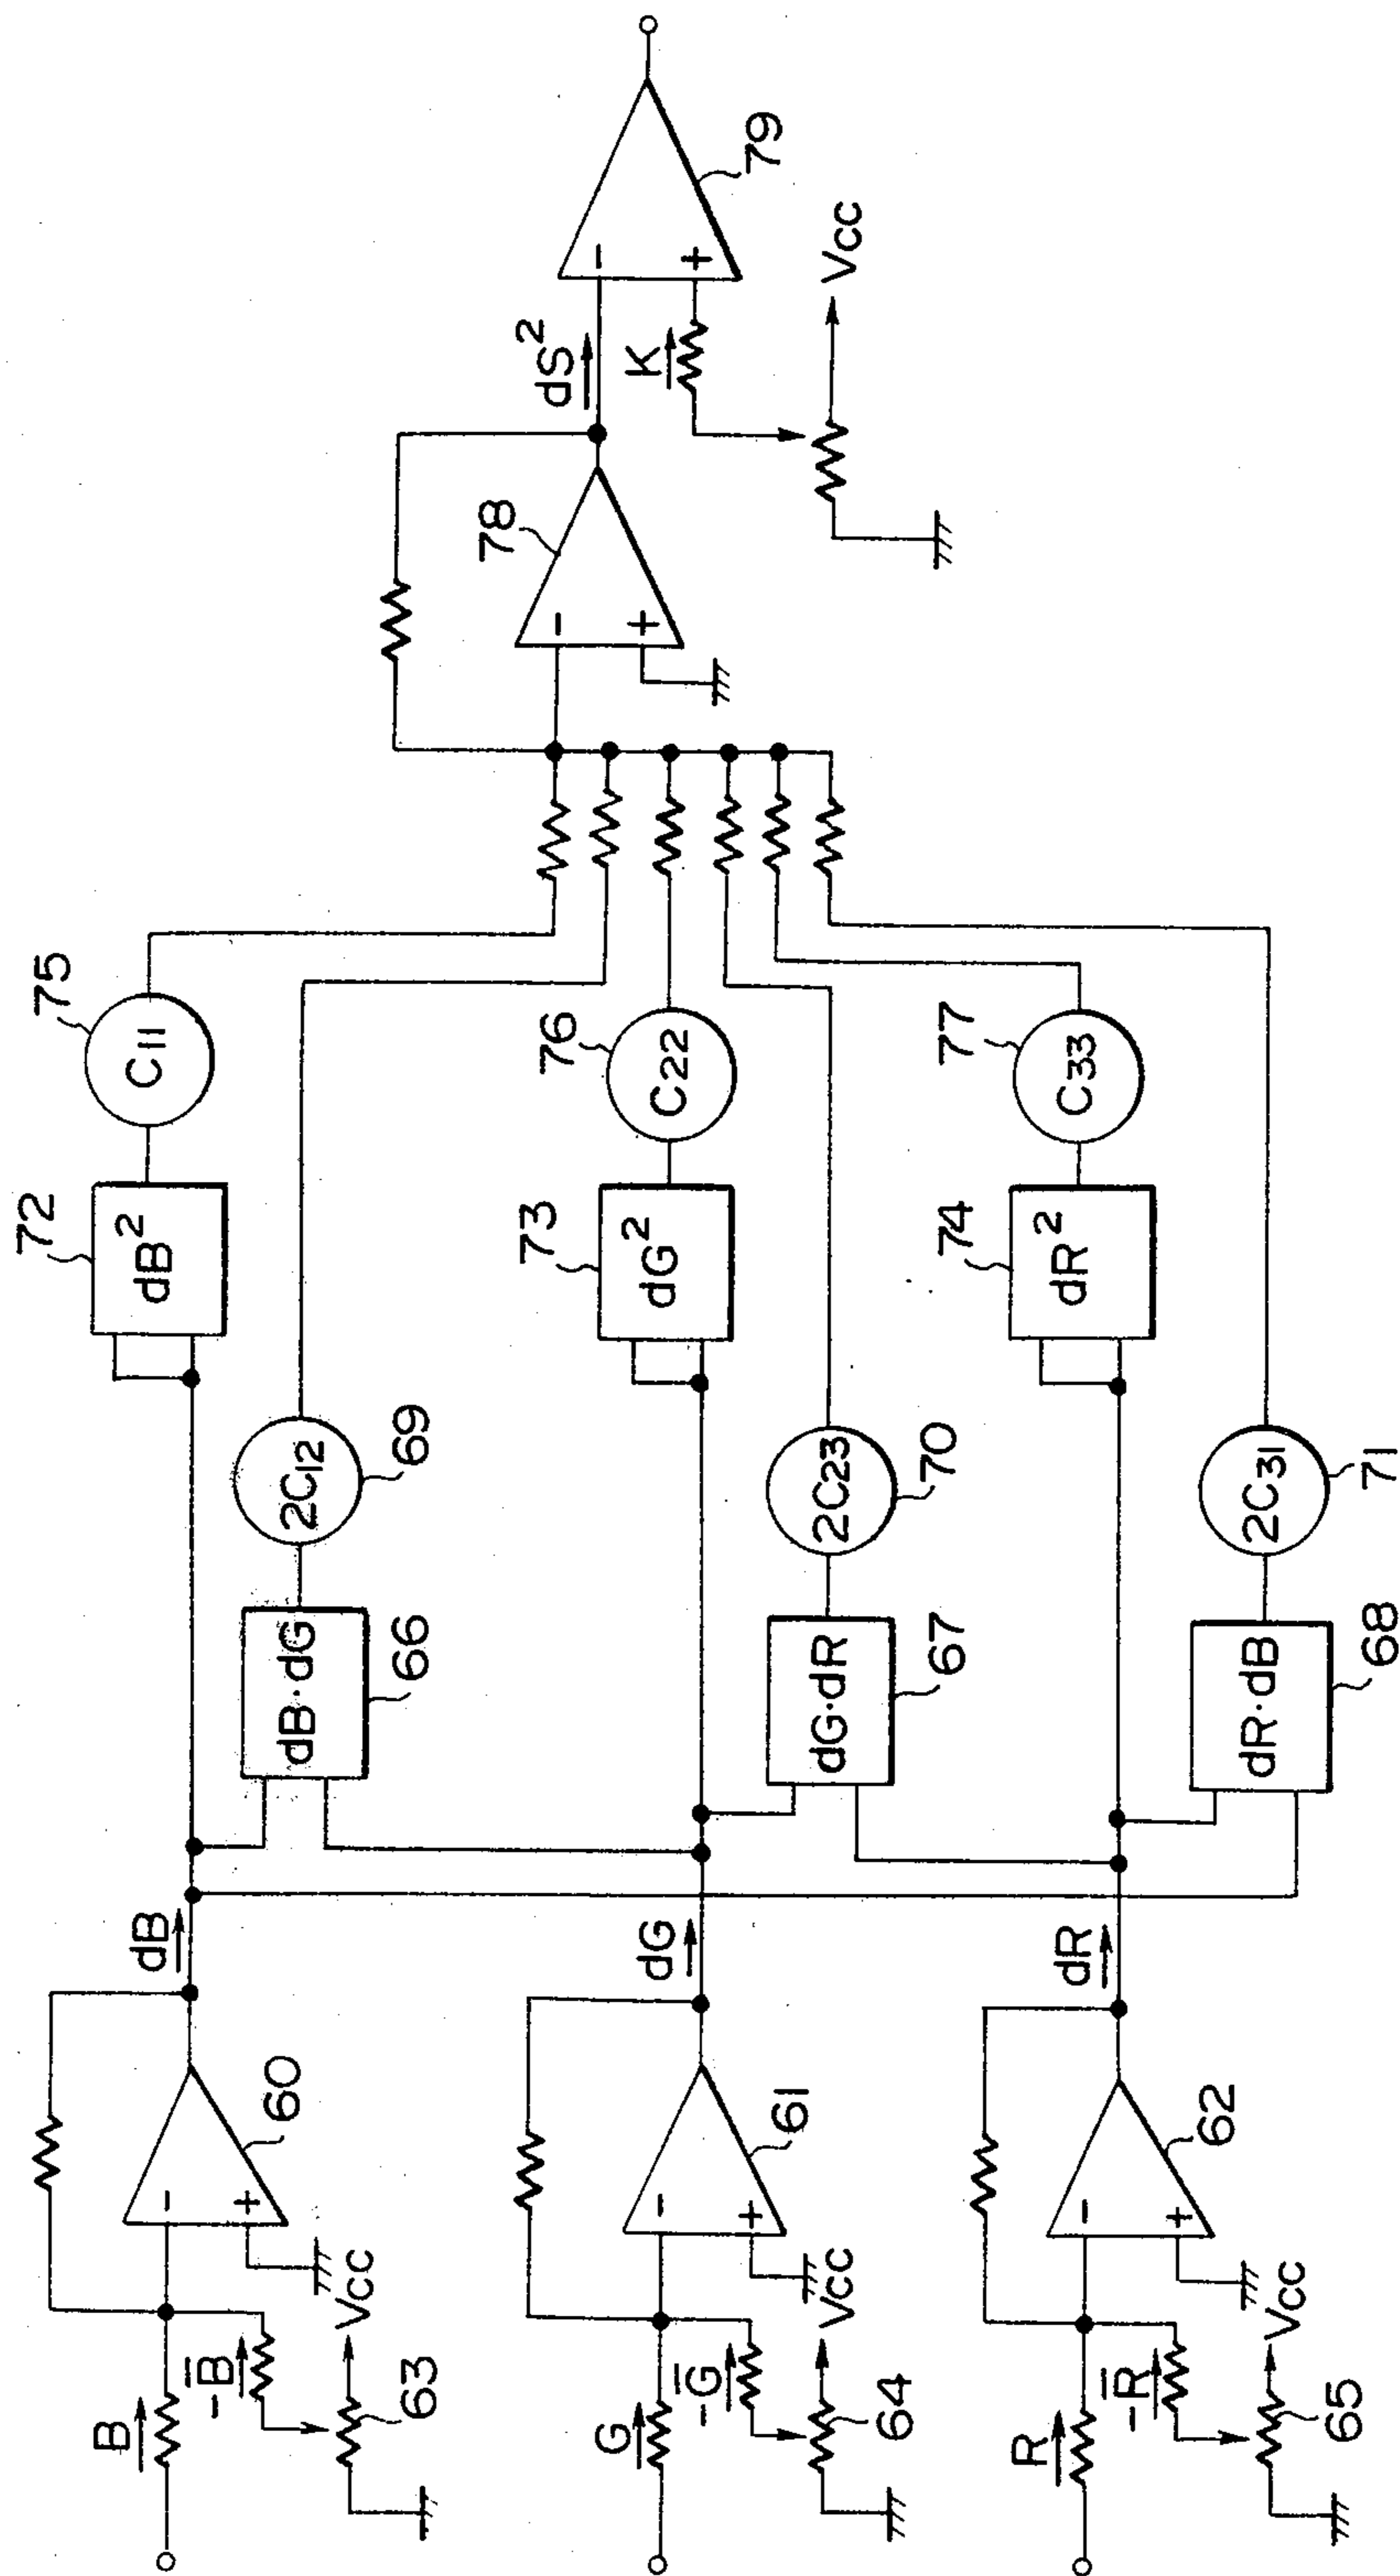 B
-B̅
Vcc
63
60
dB
G
-G̅
Vcc
64
61
dG
R
-R̅
Vcc
65
62
dR
dB·dG
66
2C12
69
dB²
72
C11
75
dG·dR
67
2C23
70
dG²
73
C22
76
dR·dB
68
2C31
71
dR²
74
C33
77
78
dS²
K
Vcc
79
- +
- +
- +
- +
- +